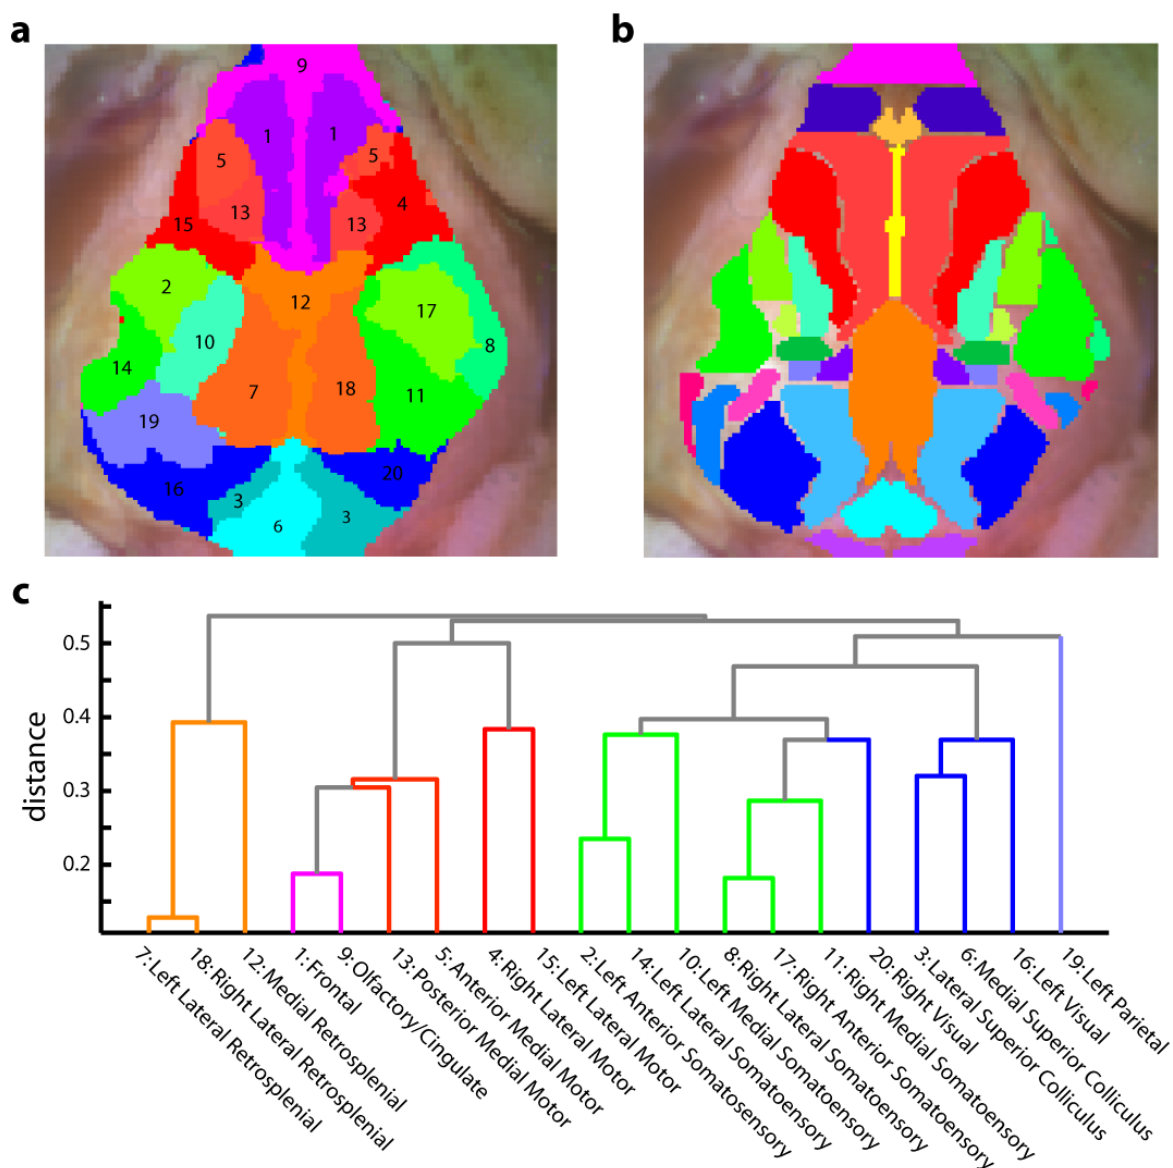 a
b
9
1
1
5
5
4
13
13
15
2
12
17
10
8
14
7
18
11
19
16
20
3
3
6
c
distance
0.5
0.4
0.3
0.2
7:Left Lateral Retrosplenial
18:Right Lateral Retrosplenial
12:Medial Retrosplenial
1:Frontal
9:Olfactory/Cingulate
13:Posterior Medial Motor
5:Anterior Medial Motor
4:Right Lateral Motor
15:Left Lateral Motor
2:Left Anterior Somatosensory
14:Left Lateral Somatoensory
10:Left Medial Somatoensory
8:Right Lateral Somatoensory
17:Right Anterior Somatoensory
11:Right Medial Somatoensory
20:Right Visual
3:Lateral Superior Colliculus
6:Medial Superior Colliculus
16:Left Visual
19:Left Parietal